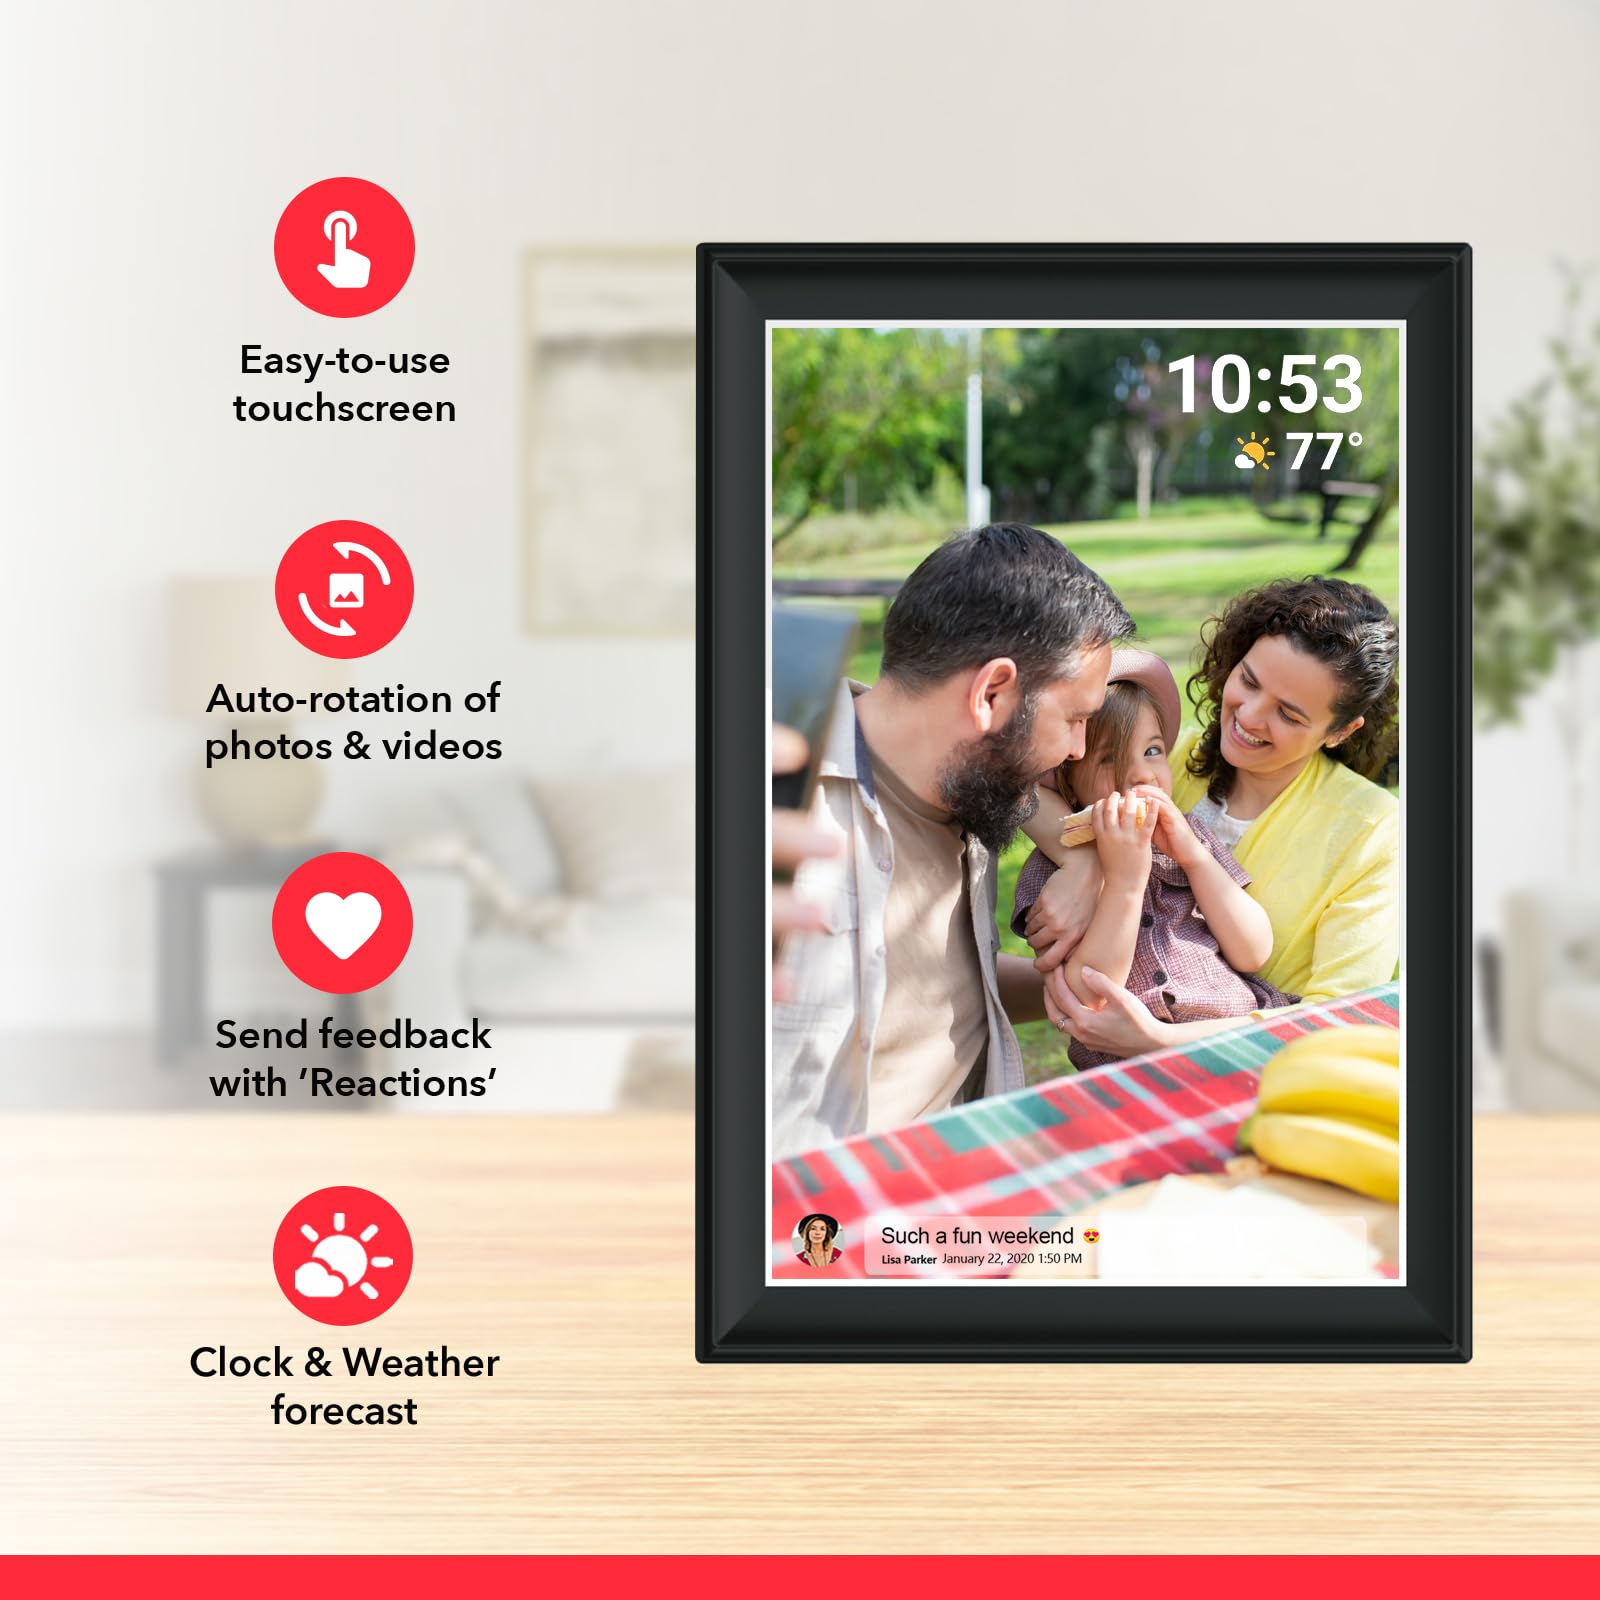 Easy-to-use
touchscreen
Auto-rotation of
photos & videos
Send feedback
with ’Reactions’
Clock & Weather
forecast
10:53
77°
Such a fun weekend 😍
Lisa Parker January 22, 2020 1:50 PM